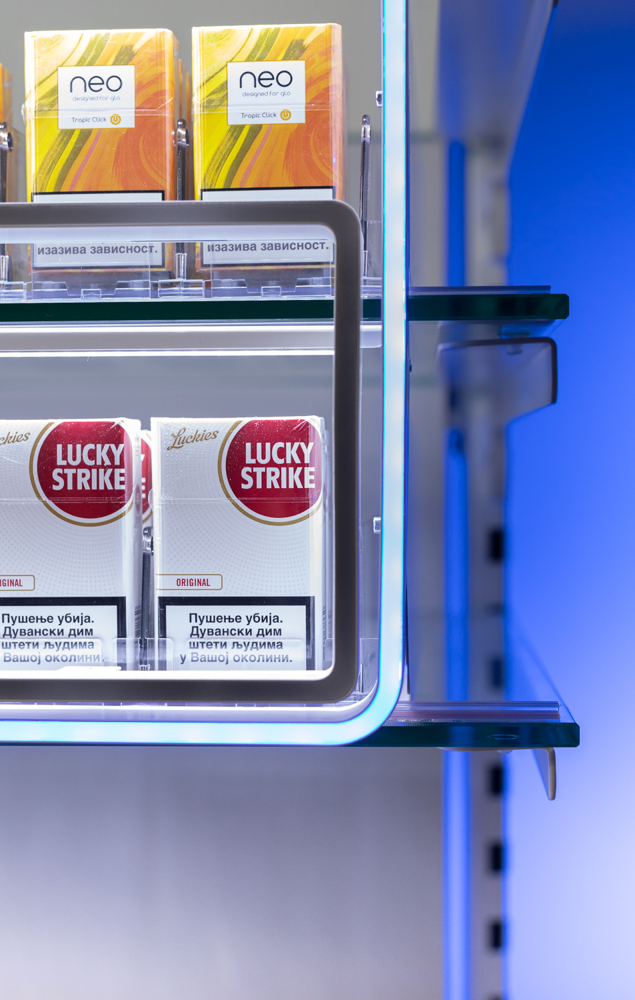 neo
designed for glo
Tropic Click
neo
designed for glo
Tropic Click
изазива зависност.
изазива зависност.
LUCKY
STRIKE
Luckies
LUCKY
STRIKE
ORIGINAL
Пушење убија.
Дувански дим
штети људима
у Вашој околини.
Пушење убија.
Дувански дим
штети људима
Вашој околини.